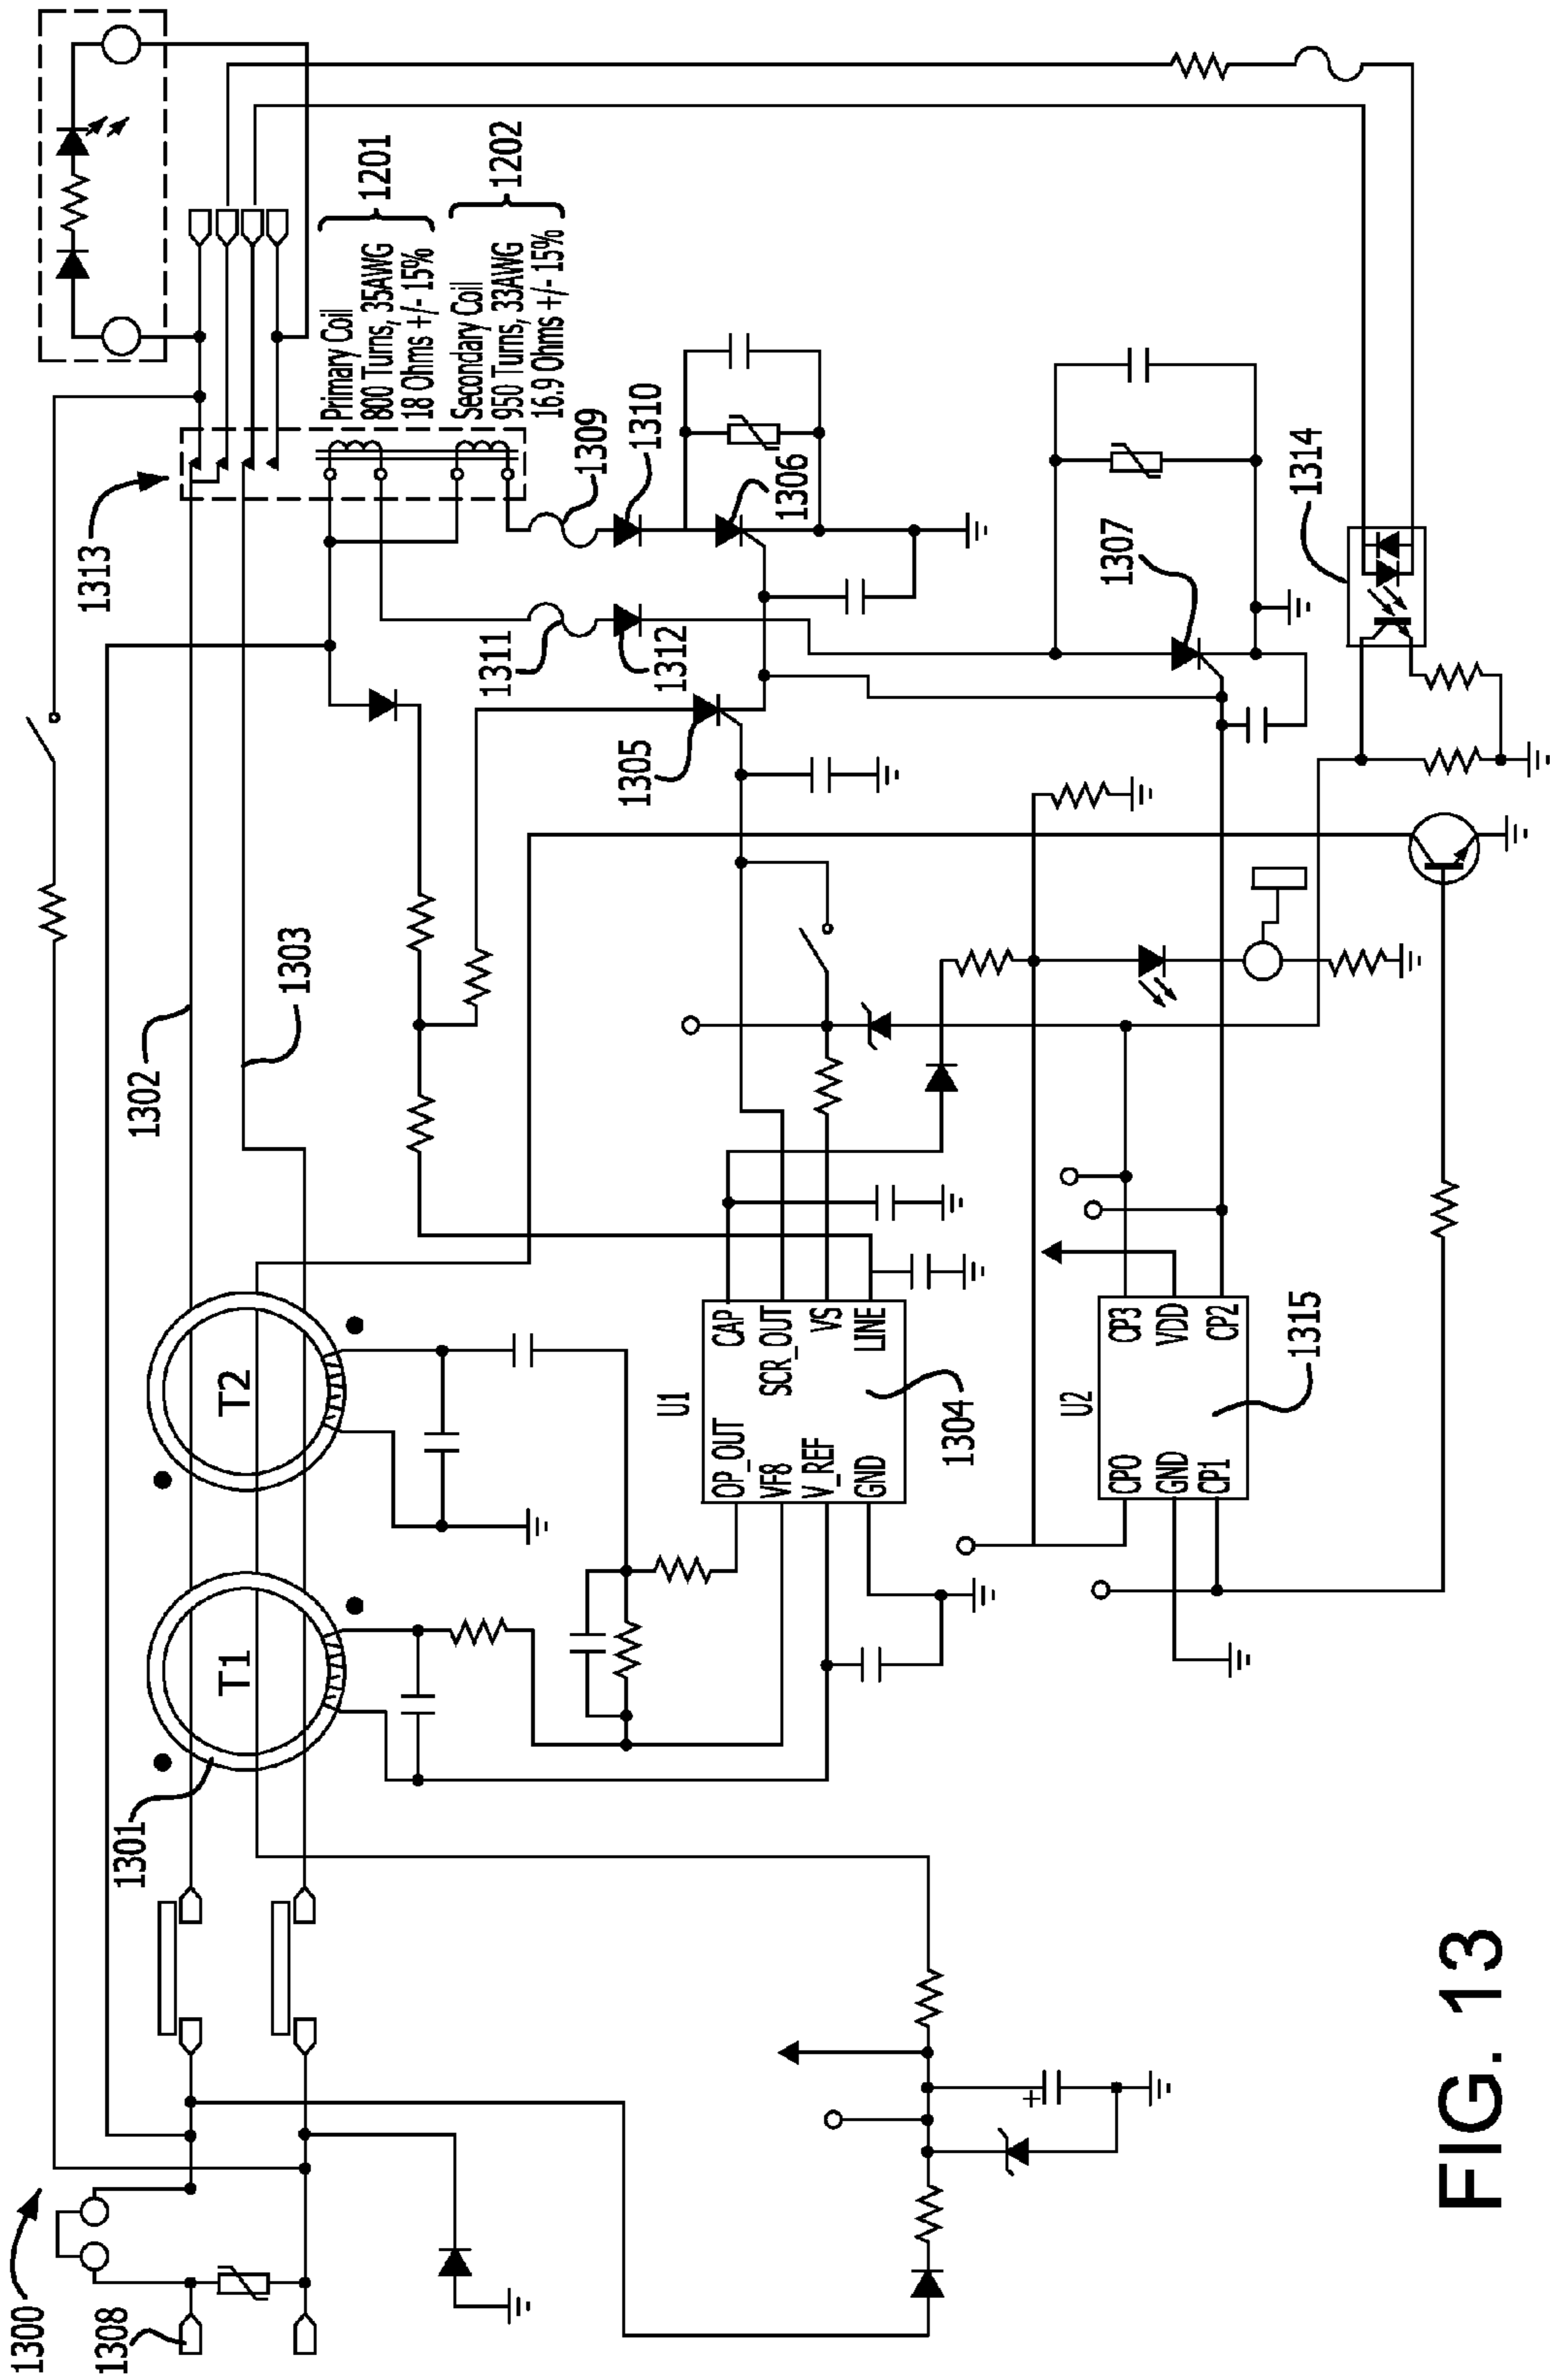 1300
1308
1301
T1
T2
1302
1303
1313
Primary Coil
800 Turns, 35AWG
18 Ohms +/- 15%
1201
Secondary Coil
950 Turns, 33AWG
16.9 Ohms +/- 15%
1202
1309
1310
1306
1311
1312
1305
1307
1314
U1
OP_OUT
VF8
V_REF
GND
CAP
SCR_OUT
VS
LINE
1304
U2
CPO
GND
CP1
CP3
VDD
CP2
1315
+
FIG. 13